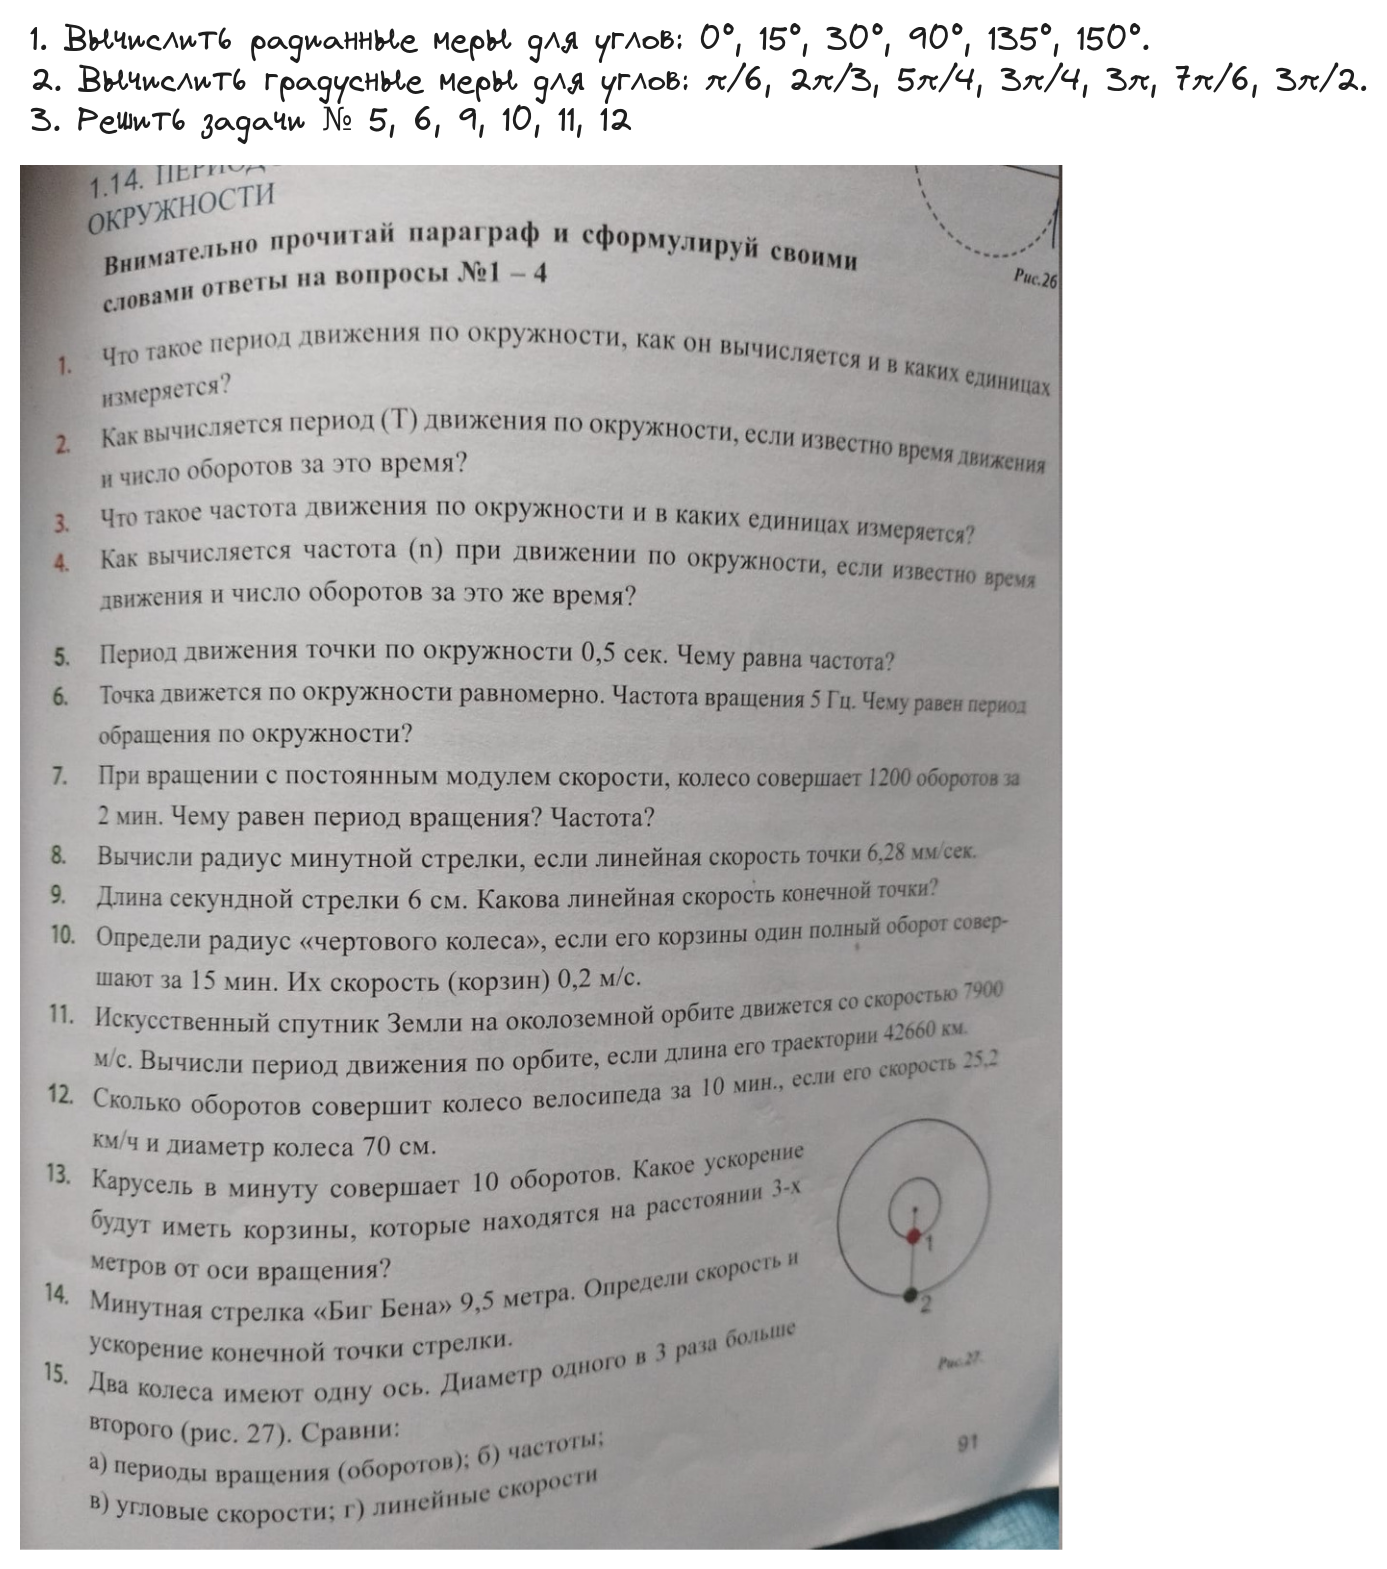 1. Вычислить радианные меры для углов: 0°, 15°, 30°, 90°, 135°, 150°.
2. Вычислить градусные меры для углов: π/6, 2π/3, 5π/4, 3π/4, 3π, 7π/6, 3π/2.
3. Решить задачи № 5, 6, 9, 10, 11, 12
1.14. ПЕРИОД
ОКРУЖНОСТИ
Рис.26
Внимательно прочитай параграф и сформулируй своими
словами ответы на вопросы №1 – 4
1. Что такое период движения по окружности, как он вычисляется и в каких единицах
измеряется?
2. Как вычисляется период (T) движения по окружности, если известно время движения
и число оборотов за это время?
3. Что такое частота движения по окружности и в каких единицах измеряется?
4. Как вычисляется частота (n) при движении по окружности, если известно время
движения и число оборотов за это же время?
5. Период движения точки по окружности 0,5 сек. Чему равна частота?
6. Точка движется по окружности равномерно. Частота вращения 5 Гц. Чему равен период
обращения по окружности?
7. При вращении с постоянным модулем скорости, колесо совершает 1200 оборотов за
2 мин. Чему равен период вращения? Частота?
8. Вычисли радиус минутной стрелки, если линейная скорость точки 6,28 мм/сек.
9. Длина секундной стрелки 6 см. Какова линейная скорость конечной точки?
10. Определи радиус «чертового колеса», если его корзины один полный оборот совер-
шают за 15 мин. Их скорость (корзин) 0,2 м/с.
11. Искусственный спутник Земли на околоземной орбите движется со скоростью 7900
м/с. Вычисли период движения по орбите, если длина его траектории 42660 км.
12. Сколько оборотов совершит колесо велосипеда за 10 мин., если его скорость 25,2
км/ч и диаметр колеса 70 см.
13. Карусель в минуту совершает 10 оборотов. Какое ускорение
будут иметь корзины, которые находятся на расстоянии 3-х
метров от оси вращения?
14. Минутная стрелка «Биг Бена» 9,5 метра. Определи скорость и
ускорение конечной точки стрелки.
15. Два колеса имеют одну ось. Диаметр одного в 3 раза больше
второго (рис. 27). Сравни:
а) периоды вращения (оборотов); б) частоты;
в) угловые скорости; г) линейные скорости
1
2
Рис.27.
91